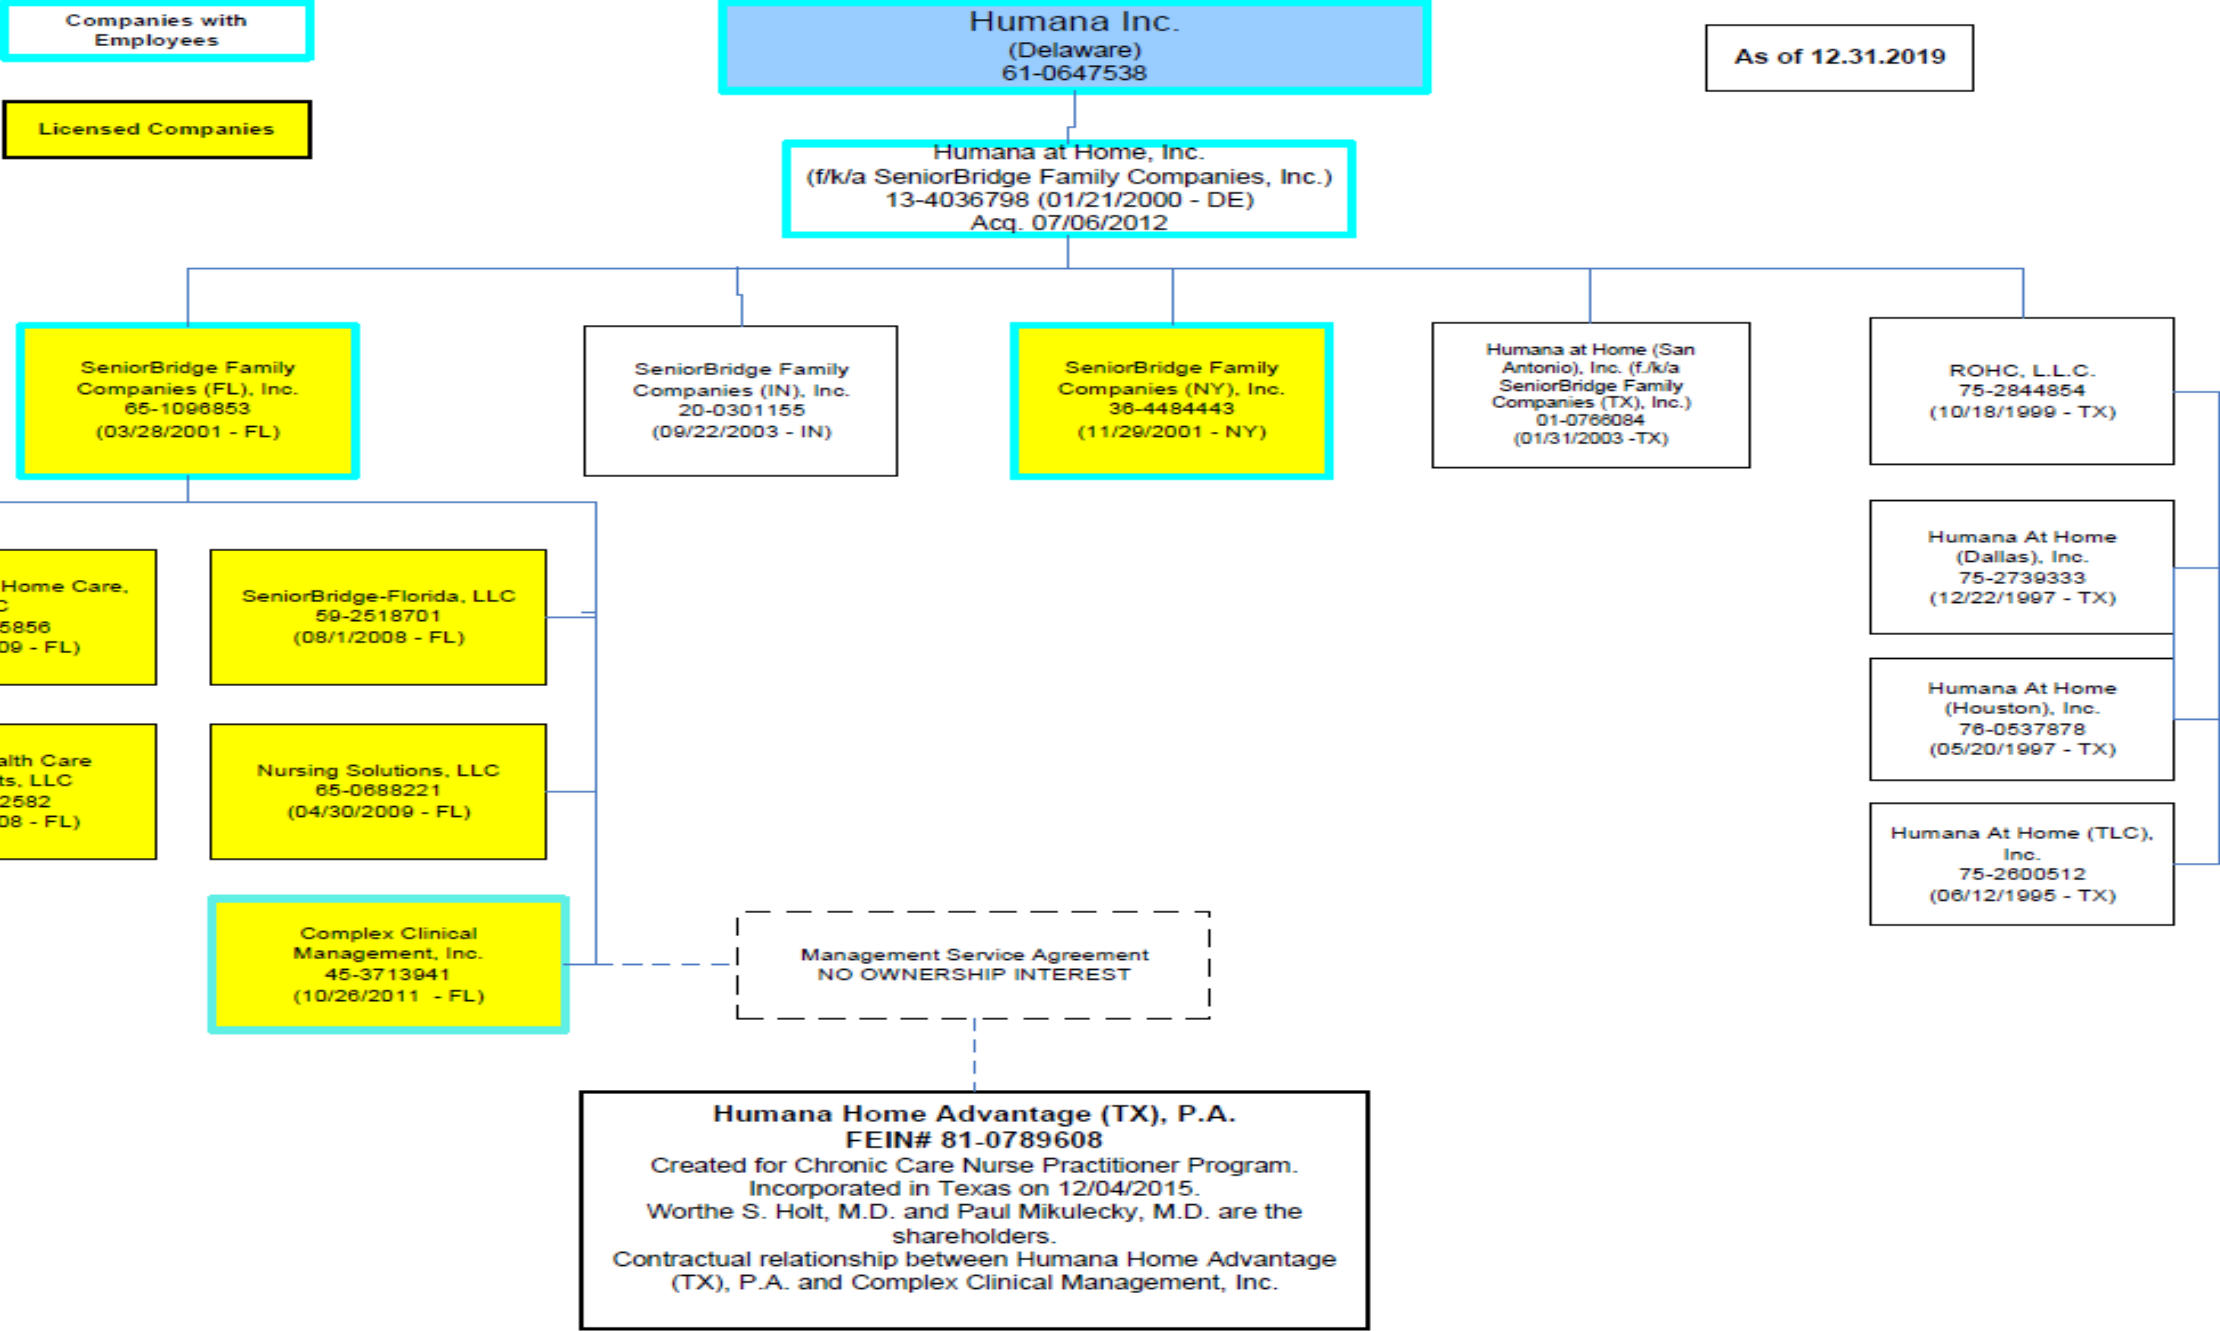 Companies with
Employees
Humana Inc.
(Delaware)
61-0647538
As of 12.31.2019
Licensed Companies
Humana at Home, Inc.
(f/k/a SeniorBridge Family Companies, Inc.)
13-4036798 (01/21/2000 - DE)
Acq. 07/06/2012
SeniorBridge Family
Companies (FL), Inc.
65-1096853
(03/28/2001 - FL)
SeniorBridge Family
Companies (IN), Inc.
20-0301155
(09/22/2003 - IN)
SeniorBridge Family
Companies (NY), Inc.
36-4484443
(11/29/2001 - NY)
Humana at Home (San
Antonio), Inc. (f./k/a
SeniorBridge Family
Companies (TX), Inc.)
01-0766084
(01/31/2003 -TX)
ROHC, L.L.C.
75-2844854
(10/18/1999 - TX)
Home Care,
C
5856
09 - FL)
SeniorBridge-Florida, LLC
59-2518701
(08/1/2008 - FL)
Humana At Home
(Dallas), Inc.
75-2739333
(12/22/1997 - TX)
Humana At Home
(Houston), Inc.
76-0537878
(05/20/1997 - TX)
alth Care
ts, LLC
2582
08 - FL)
Nursing Solutions, LLC
65-0688221
(04/30/2009 - FL)
Humana At Home (TLC),
Inc.
75-2600512
(06/12/1995 - TX)
Complex Clinical
Management, Inc.
45-3713941
(10/26/2011 - FL)
Management Service Agreement
NO OWNERSHIP INTEREST
Humana Home Advantage (TX), P.A.
FEIN# 81-0789608
Created for Chronic Care Nurse Practitioner Program.
Incorporated in Texas on 12/04/2015.
Worthe S. Holt, M.D. and Paul Mikulecky, M.D. are the
shareholders.
Contractual relationship between Humana Home Advantage
(TX), P.A. and Complex Clinical Management, Inc.